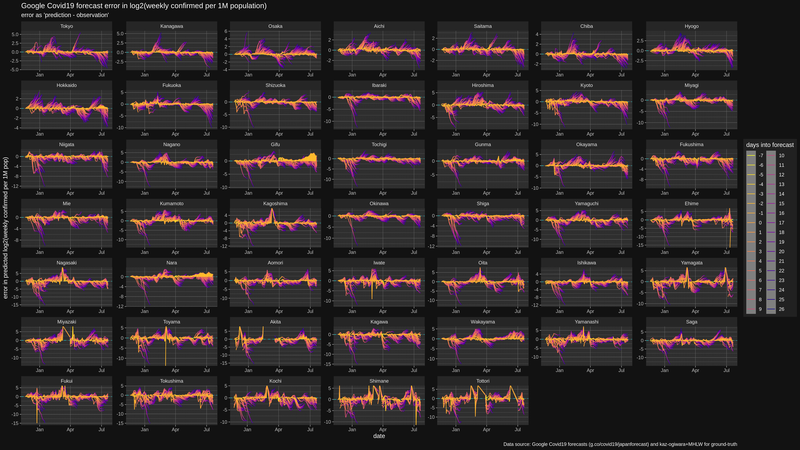 Google Covid19 forecast error in log2(weekly confirmed per 1M population)
error as 'prediction - observation'
Tokyo Kanagawa Osaka Aichi Saitama Chiba Hyogo
Hokkaido Fukuoka Shizuoka Ibaraki Hiroshima Kyoto Miyagi
Niigata Nagano Gifu Tochigi Gunma Okayama Fukushima
Mie Kumamoto Kagoshima Okinawa Shiga Yamaguchi Ehime
Nagasaki Nara Aomori Iwate Oita Ishikawa Yamagata
Miyazaki Toyama Akita Kagawa Wakayama Yamanashi Saga
Fukui Tokushima Kochi Shimane Tottori
Jan Apr Jul
error in predicted log2(weekly confirmed per 1M pop)
date
days into forecast
-7 10
-6 11
-5 12
-4 13
-3 14
-2 15
-1 16
0 17
1 18
2 19
3 20
4 21
5 22
6 23
7 24
8 25
9 26
Data source: Google Covid19 forecasts (g.co/covid19/japanforecast) and kaz-ogiwara+MHLW for ground-truth